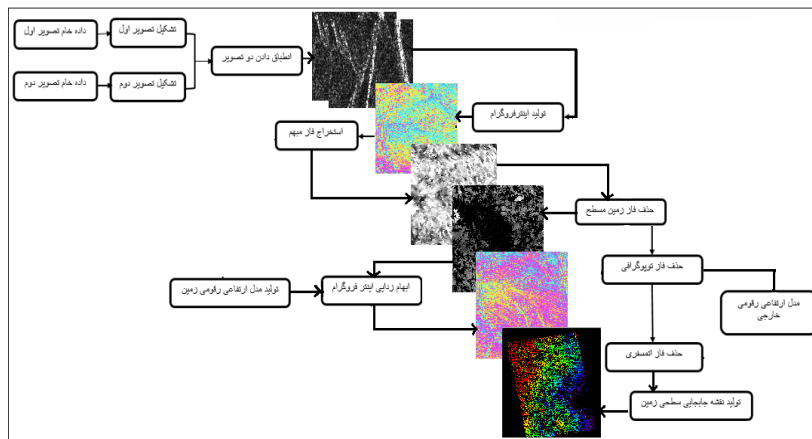 داده خام تصویر اول
تشکیل تصویر اول
داده خام تصویر دوم
تشکیل تصویر دوم
انطباق دادن دو تصویر
تولید اینترفروگرام
استخراج فاز مبهم
حذف فاز زمین مسطح
حذف فاز توپوگرافی
مدل ارتفاعی رقومی
خارجی
ابهام زدایی اینتر فروگرام
تولید مدل ارتفاعی رقومی زمین
حذف فاز اتمسفری
تولید نقشه جابجایی سطحی زمین